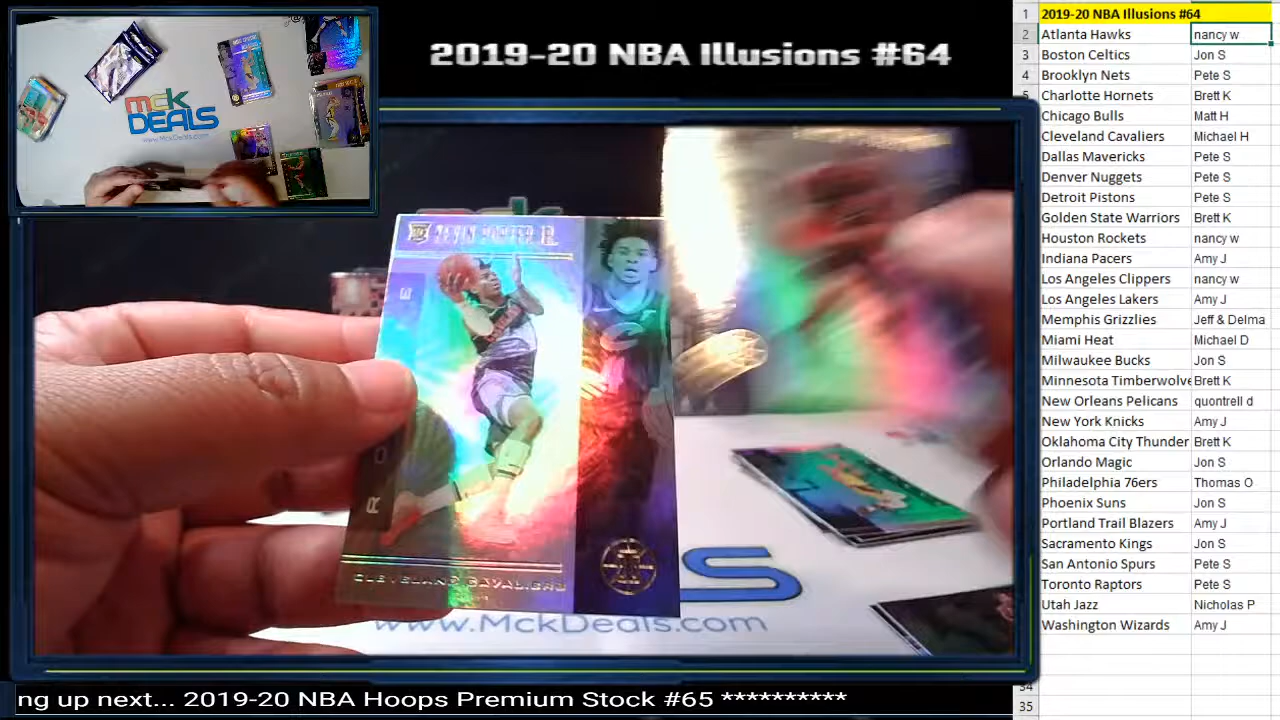 2019-20 NBA Illusions #64
mck
DEALS
www.MckDeals.com
RC
CLEVELAND CAVALIERS
S
www.MckDeals.com
ng up next... 2019-20 NBA Hoops Premium Stock #65 **********
1 2019-20 NBA Illusions #64
2 Atlanta Hawks nancy w
3 Boston Celtics Jon S
4 Brooklyn Nets Pete S
5 Charlotte Hornets Brett K
Chicago Bulls Matt H
Cleveland Cavaliers Michael H
Dallas Mavericks Pete S
Denver Nuggets Pete S
Detroit Pistons Pete S
Golden State Warriors Brett K
Houston Rockets nancy w
Indiana Pacers Amy J
Los Angeles Clippers nancy w
Los Angeles Lakers Amy J
Memphis Grizzlies Jeff & Delma
Miami Heat Michael D
Milwaukee Bucks Jon S
Minnesota Timberwolve Brett K
New Orleans Pelicans quontrell d
New York Knicks Amy J
Oklahoma City Thunder Brett K
Orlando Magic Jon S
Philadelphia 76ers Thomas O
Phoenix Suns Jon S
Portland Trail Blazers Amy J
Sacramento Kings Jon S
San Antonio Spurs Pete S
Toronto Raptors Pete S
Utah Jazz Nicholas P
Washington Wizards Amy J
34
35